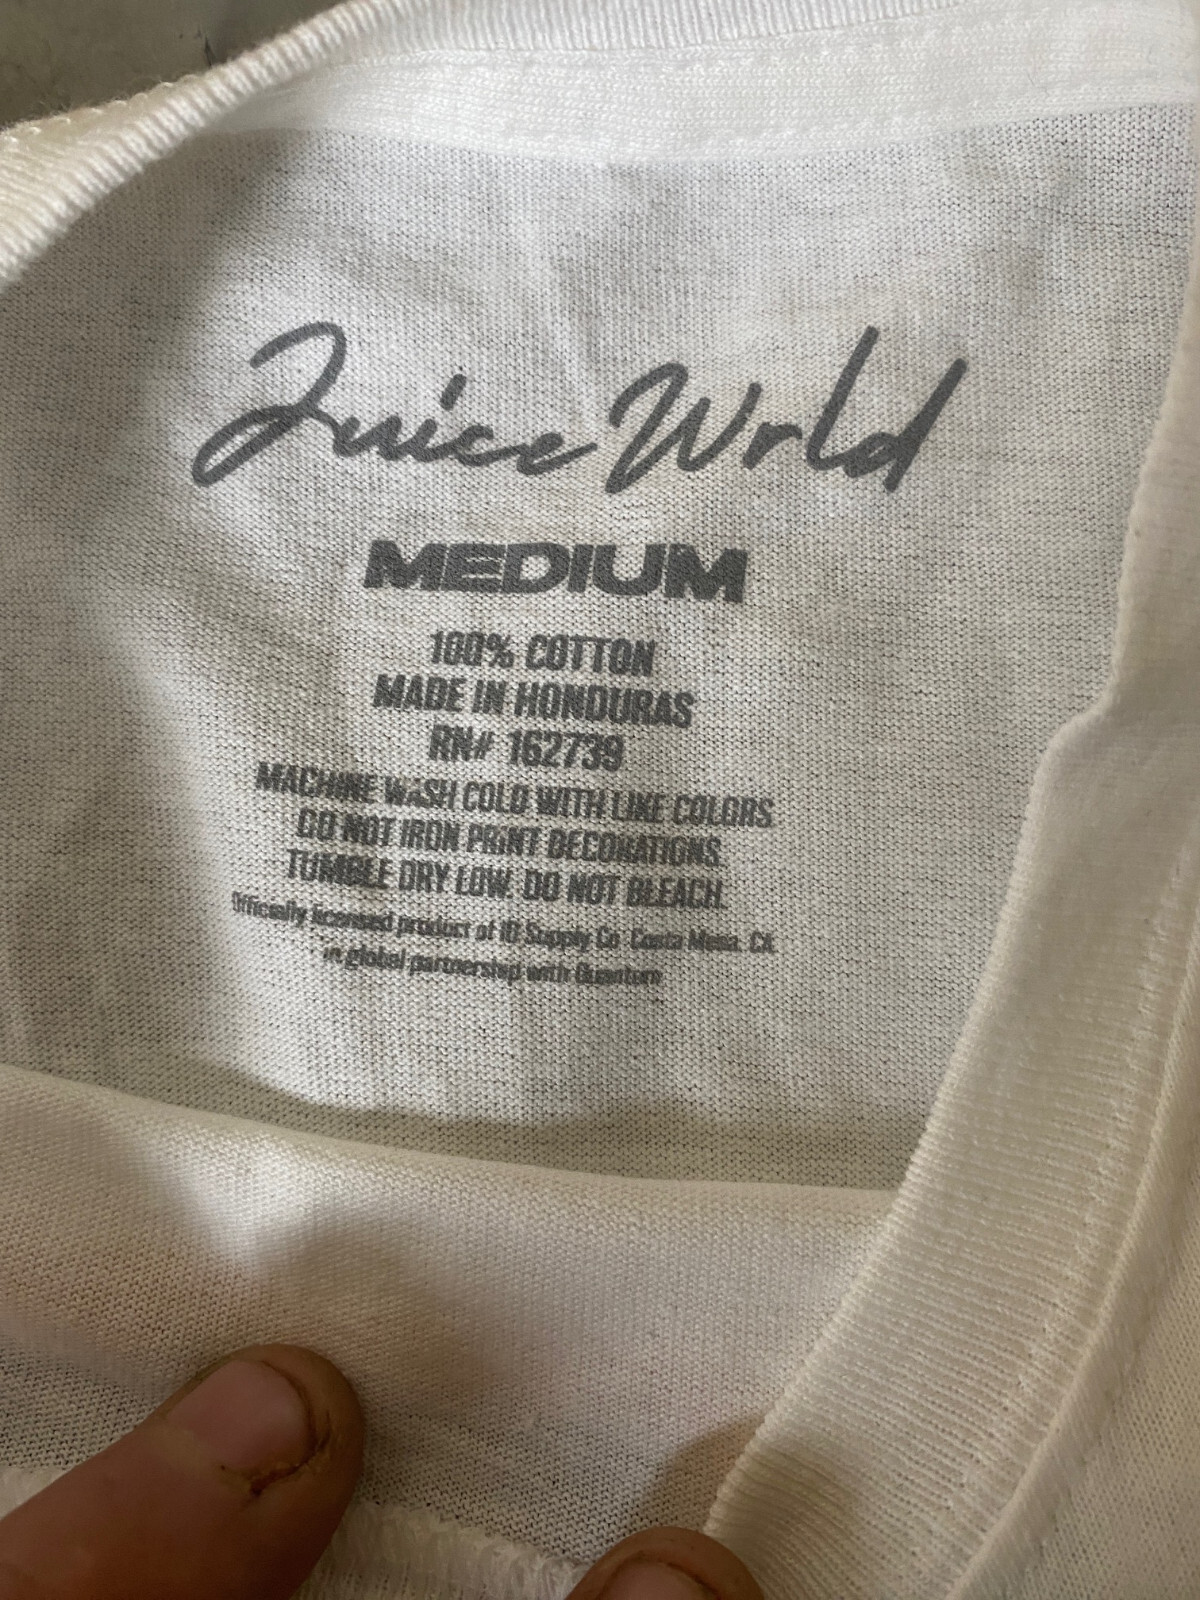 Juice Wrld
MEDIUM
100% COTTON
MADE IN HONDURAS
RN# 162739
MACHINE WASH COLD WITH LIKE COLORS
DO NOT IRON PRINT DECORATIONS.
TUMBLE DRY LOW. DO NOT BLEACH.
Officially licensed product of ID Supply Co Costa Mesa, CA
in global partnership with Quantum